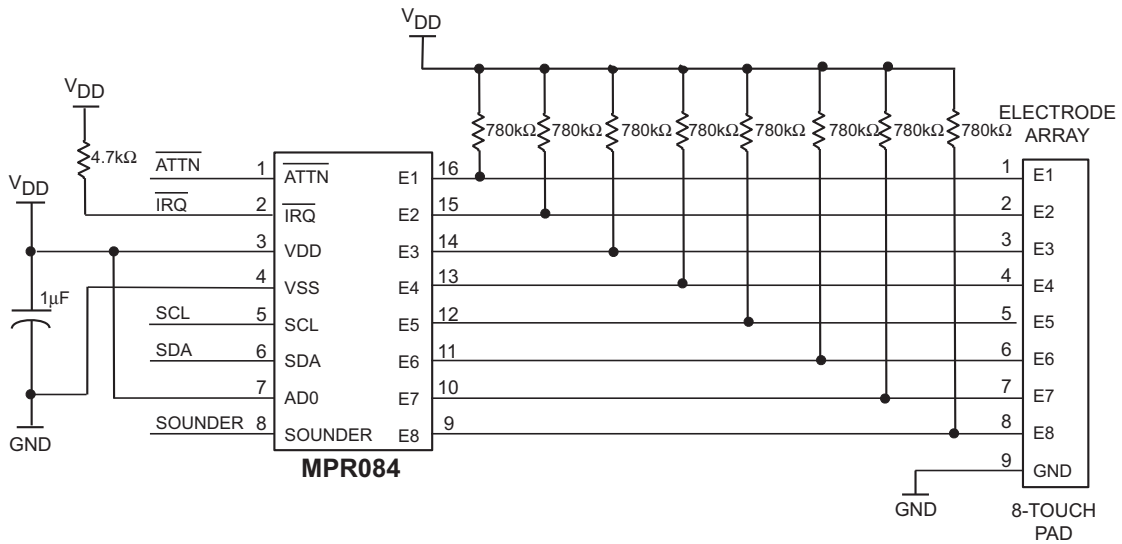 VDD
VDD
4.7kΩ
780kΩ 780kΩ 780kΩ 780kΩ 780kΩ 780kΩ 780kΩ 780kΩ
ELECTRODE
ARRAY
VDD
ATTN 1 ATTN E1 16 1 E1
IRQ 2 IRQ E2 15 2 E2
3 VDD E3 14 3 E3
4 VSS E4 13 4 E4
1µF
SCL 5 SCL E5 12 5 E5
SDA 6 SDA E6 11 6 E6
7 AD0 E7 10 7 E7
SOUNDER 8 SOUNDER E8 9 8 E8
GND
MPR084
9 GND
GND
8-TOUCH
PAD